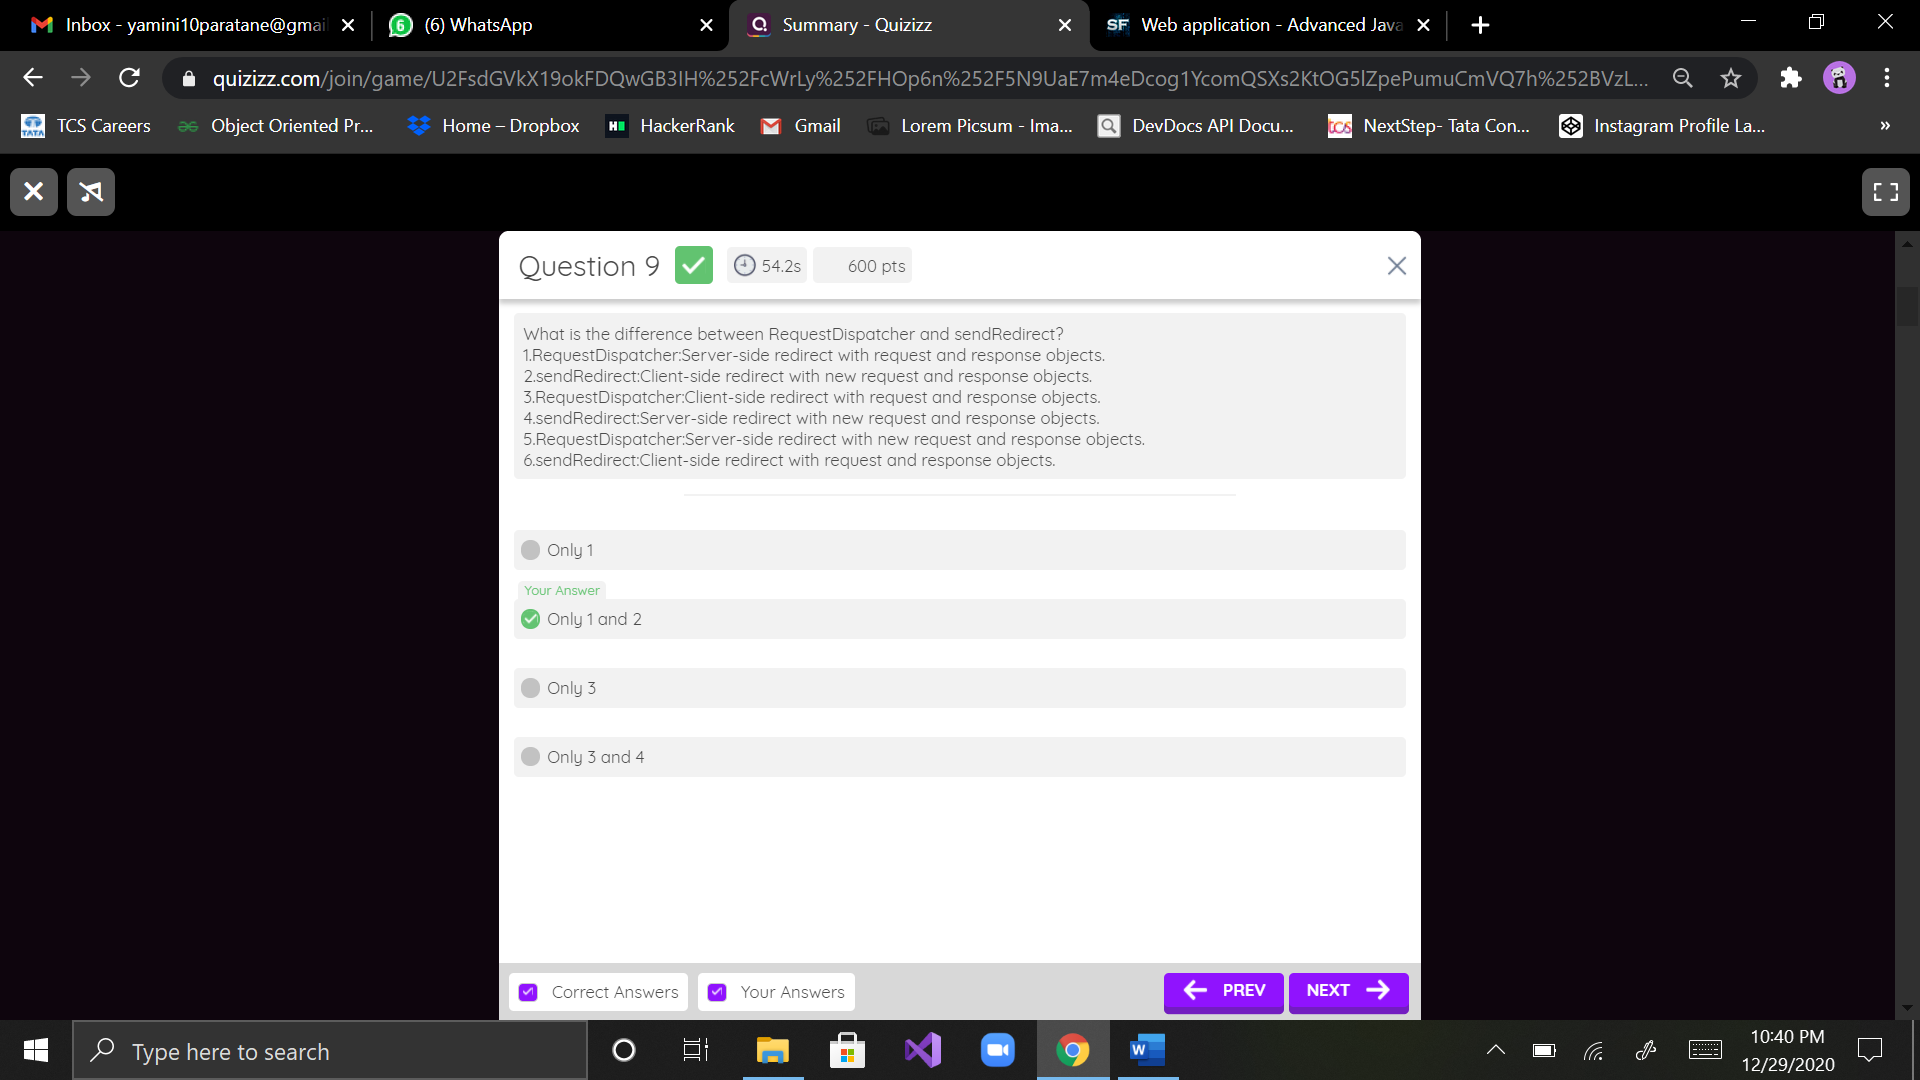 Inbox - yamini10paratane@gmai
(6) WhatsApp
Summary - Quizizz
SF Web application - Advanced Java
quizizz.com/join/game/U2FsdGVkX19okFDQwGB3IH%252FcWrLy%252FHOp6n%252F5N9UaE7m4eDcog1YcomQSXs2KtOG5lZpePumuCmVQ7h%252BVzL...
TATA TCS Careers
Object Oriented Pr...
Home – Dropbox
HackerRank
Gmail
Lorem Picsum - Ima...
DevDocs API Docu...
tcs NextStep- Tata Con...
Instagram Profile La...
»
Question 9
54.2s
600 pts
What is the difference between RequestDispatcher and sendRedirect?
1.RequestDispatcher:Server-side redirect with request and response objects.
2.sendRedirect:Client-side redirect with new request and response objects.
3.RequestDispatcher:Client-side redirect with request and response objects.
4.sendRedirect:Server-side redirect with new request and response objects.
5.RequestDispatcher:Server-side redirect with new request and response objects.
6.sendRedirect:Client-side redirect with request and response objects.
Only 1
Your Answer
Only 1 and 2
Only 3
Only 3 and 4
Correct Answers
Your Answers
PREV
NEXT
Type here to search
10:40 PM
12/29/2020